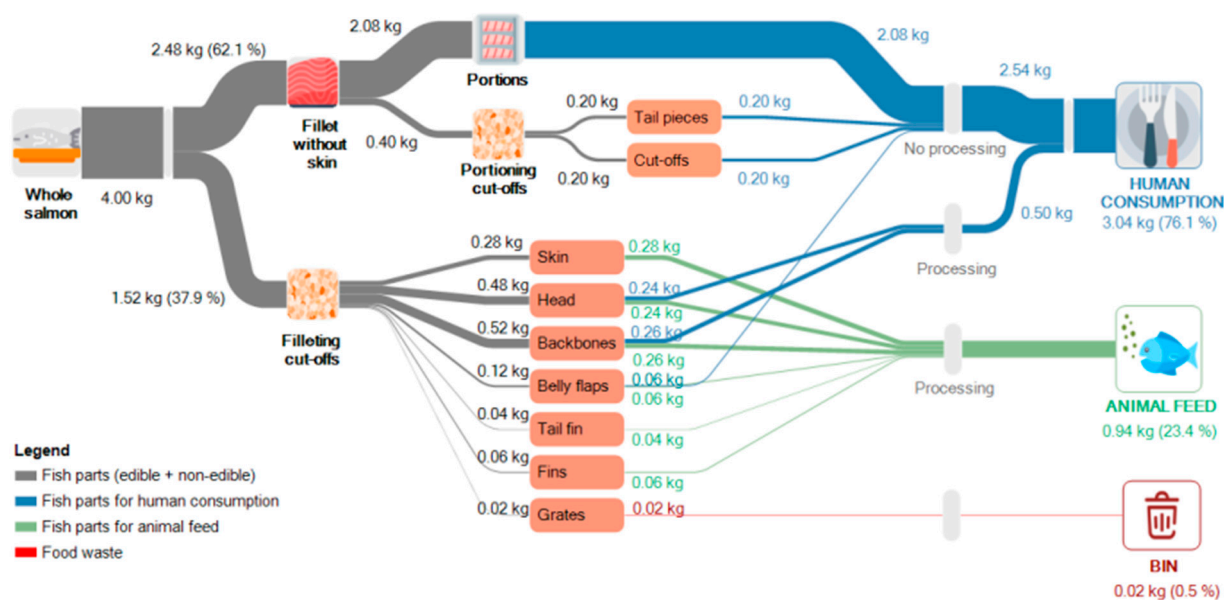 2.08 kg
2.48 kg (62.1 %)
2.08 kg
2.54 kg
Portions
0.20 kg
0.20 kg
Tail pieces
Fillet
without
skin
0.40 kg
Cut-offs
No processing
Whole
salmon
4.00 kg
Portioning
cut-offs
0.20 kg
0.20 kg
HUMAN
CONSUMPTION
3.04 kg (76.1 %)
0.50 kg
Processing
0.28 kg
Skin
0.28 kg
0.48 kg
Head
0.24 kg
0.24 kg
1.52 kg (37.9 %)
Filleting
cut-offs
0.52 kg
Backbones
0.26 kg
0.26 kg
0.12 kg
Belly flaps
0.06 kg
0.06 kg
Processing
ANIMAL FEED
0.94 kg (23.4 %)
0.04 kg
Tail fin
0.04 kg
0.06 kg
Fins
0.06 kg
0.02 kg
Grates
0.02 kg
Legend
Fish parts (edible + non-edible)
Fish parts for human consumption
Fish parts for animal feed
Food waste
BIN
0.02 kg (0.5 %)